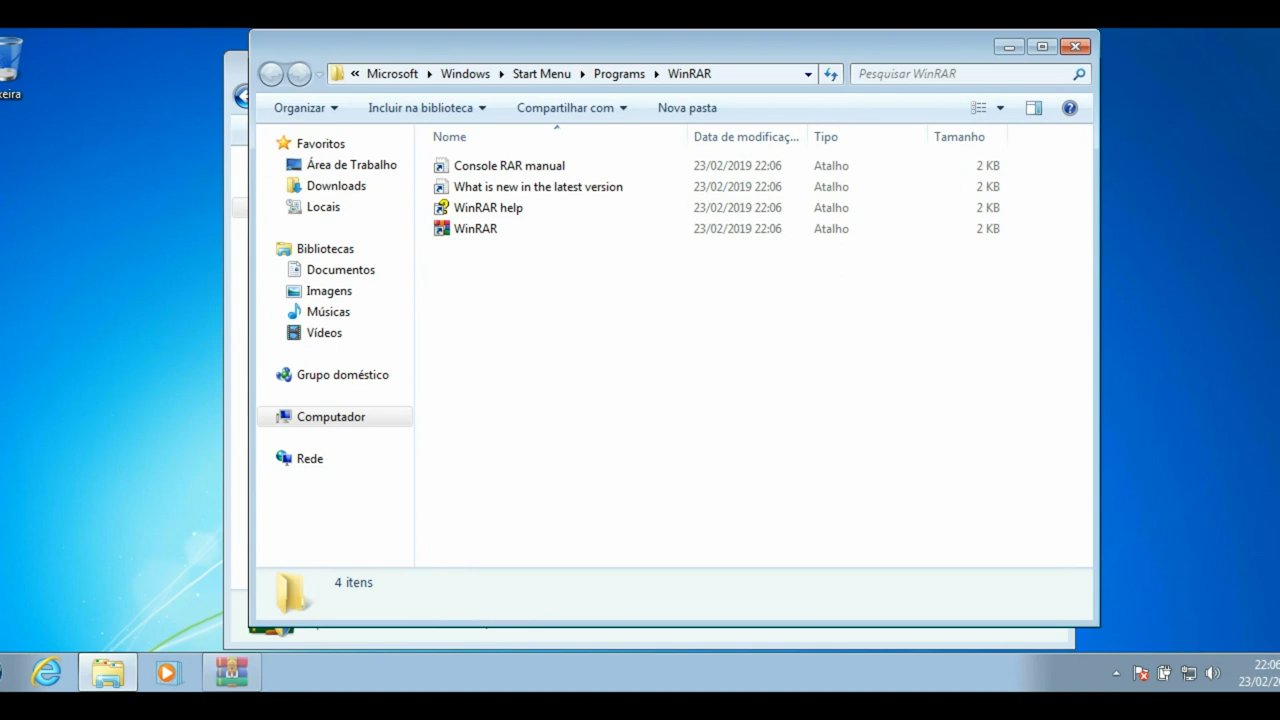 « Microsoft Windows Start Menu Programs WinRAR
Pesquisar WinRAR
Organizar Incluir na biblioteca Compartilhar com Nova pasta
Nome Data de modificaç... Tipo Tamanho
Favoritos
Área de Trabalho
Downloads
Locais
Bibliotecas
Documentos
Imagens
Músicas
Vídeos
Grupo doméstico
Computador
Rede
Console RAR manual 23/02/2019 22:06 Atalho 2 KB
What is new in the latest version 23/02/2019 22:06 Atalho 2 KB
WinRAR help 23/02/2019 22:06 Atalho 2 KB
WinRAR 23/02/2019 22:06 Atalho 2 KB
4 itens
xeira
22:06
23/02/20